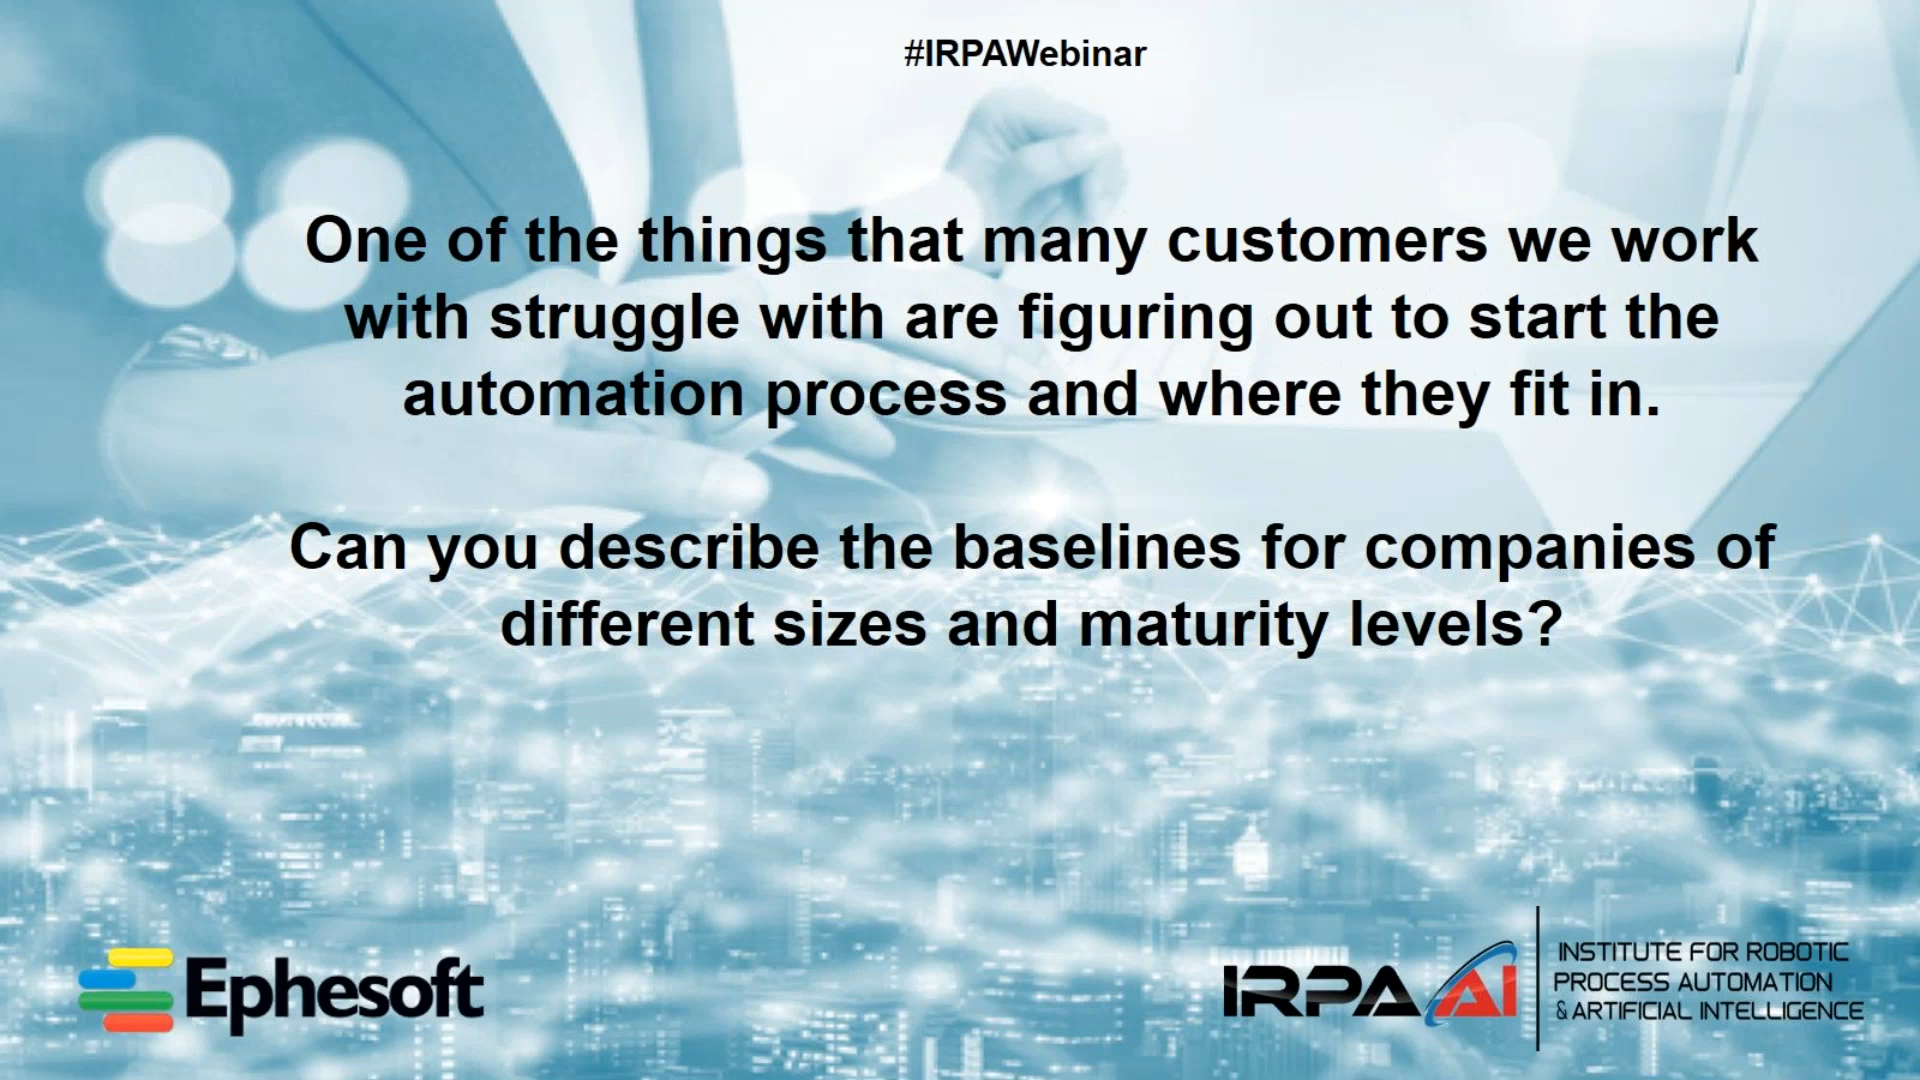 #IRPAWebinar
One of the things that many customers we work
with struggle with are figuring out to start the
automation process and where they fit in.
Can you describe the baselines for companies of
different sizes and maturity levels?
Ephesoft
IRPA AI
INSTITUTE FOR ROBOTIC
PROCESS AUTOMATION
& ARTIFICIAL INTELLIGENCE